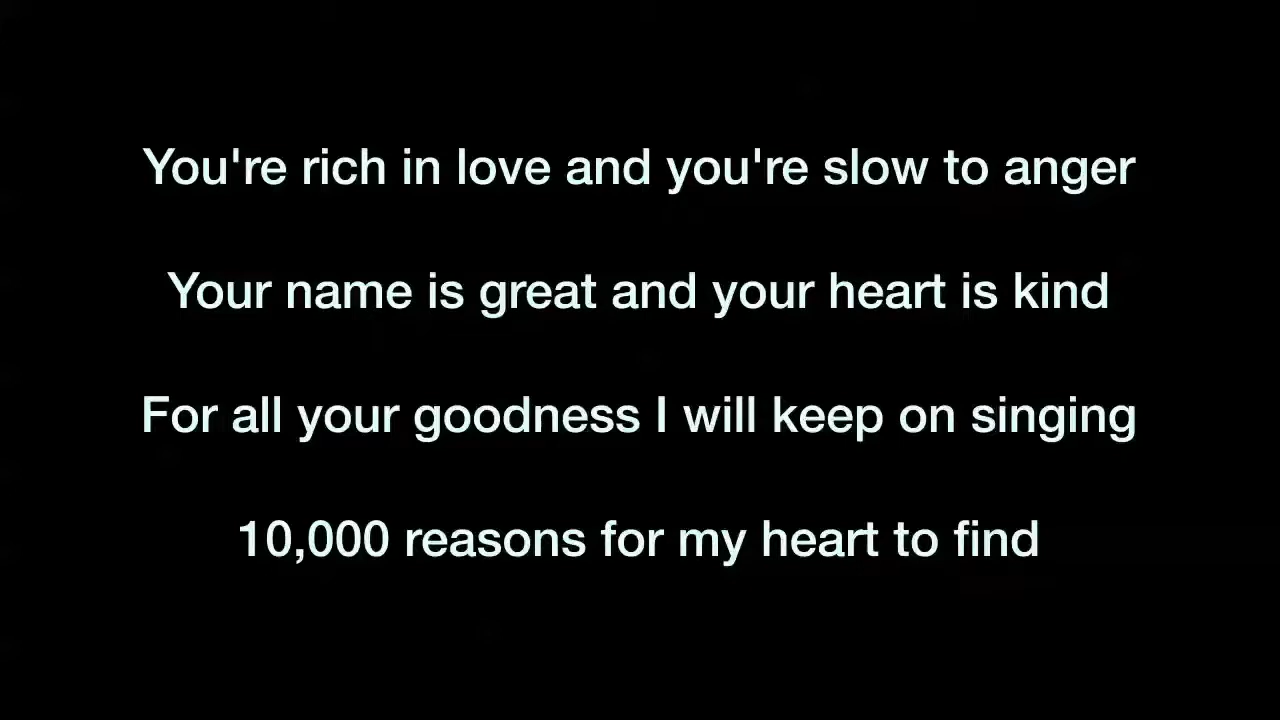 You're rich in love and you're slow to anger
Your name is great and your heart is kind
For all your goodness I will keep on singing
10,000 reasons for my heart to find